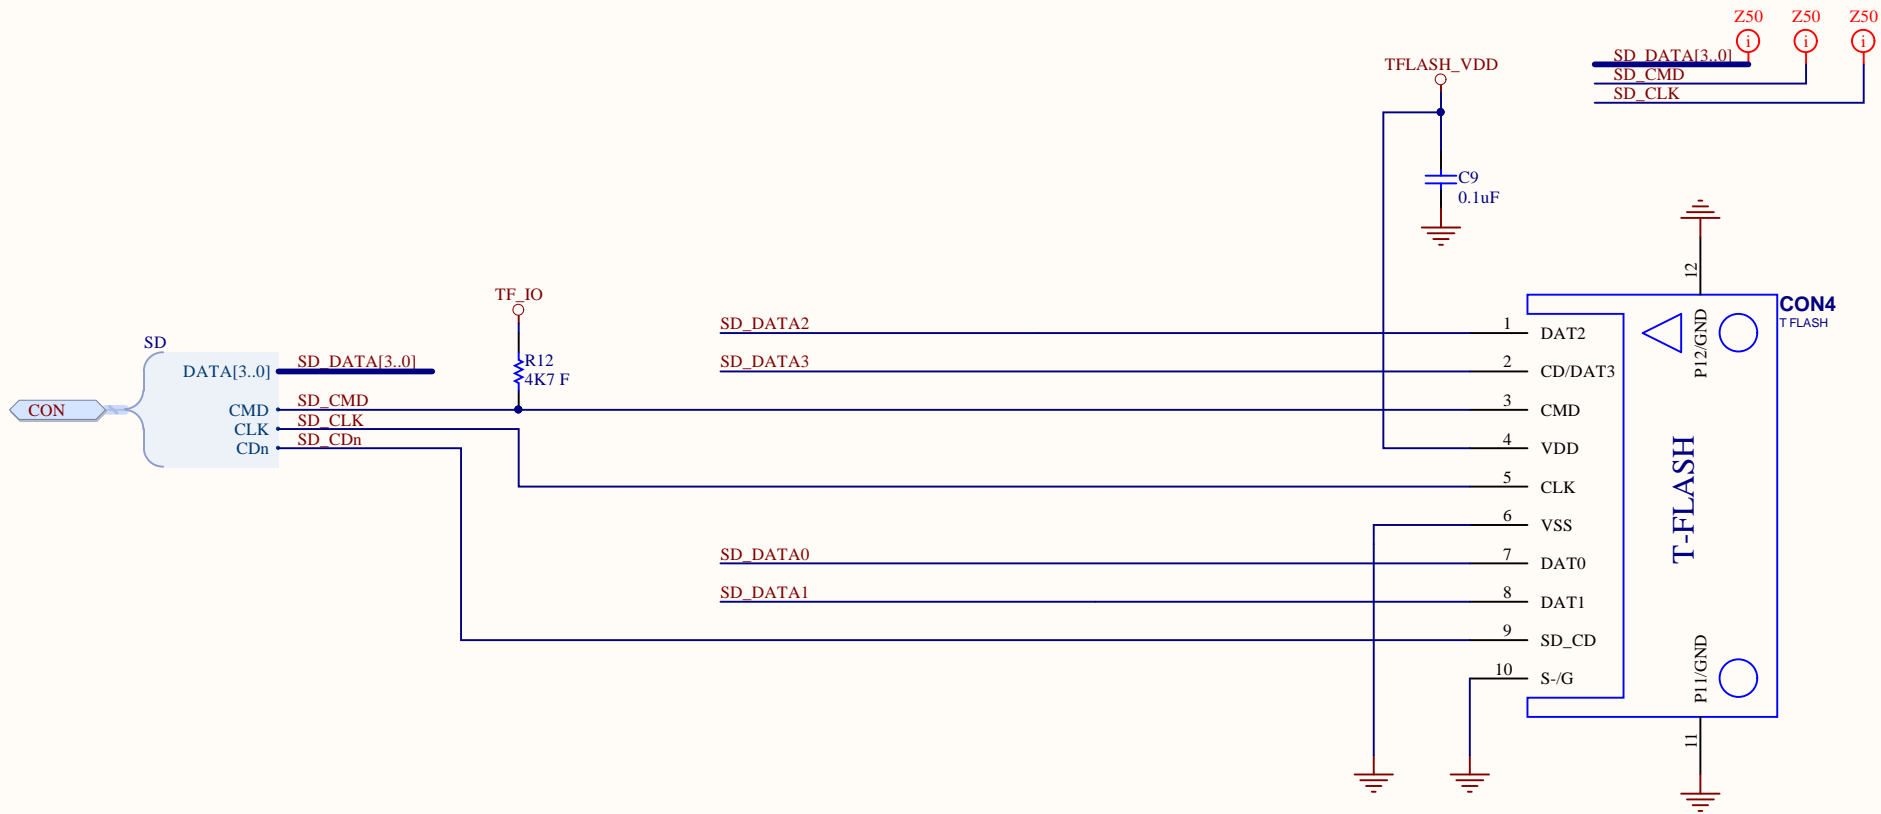 Z50 Z50 Z50
i i i
SD_DATA[3..0]
SD_CMD
SD_CLK
TFLASH_VDD
C9
0.1uF
TF_IO
R12
4K7 F
SD
CON
DATA[3..0] SD_DATA[3..0]
CMD SD_CMD
CLK SD_CLK
CDn SD_CDn
12
P12/GND
CON4
T FLASH
SD_DATA2 1 DAT2
SD_DATA3 2 CD/DAT3
3 CMD
4 VDD
5 CLK
6 VSS
SD_DATA0 7 DAT0
SD_DATA1 8 DAT1
9 SD_CD
10 S-/G
T-FLASH
P11/GND
11